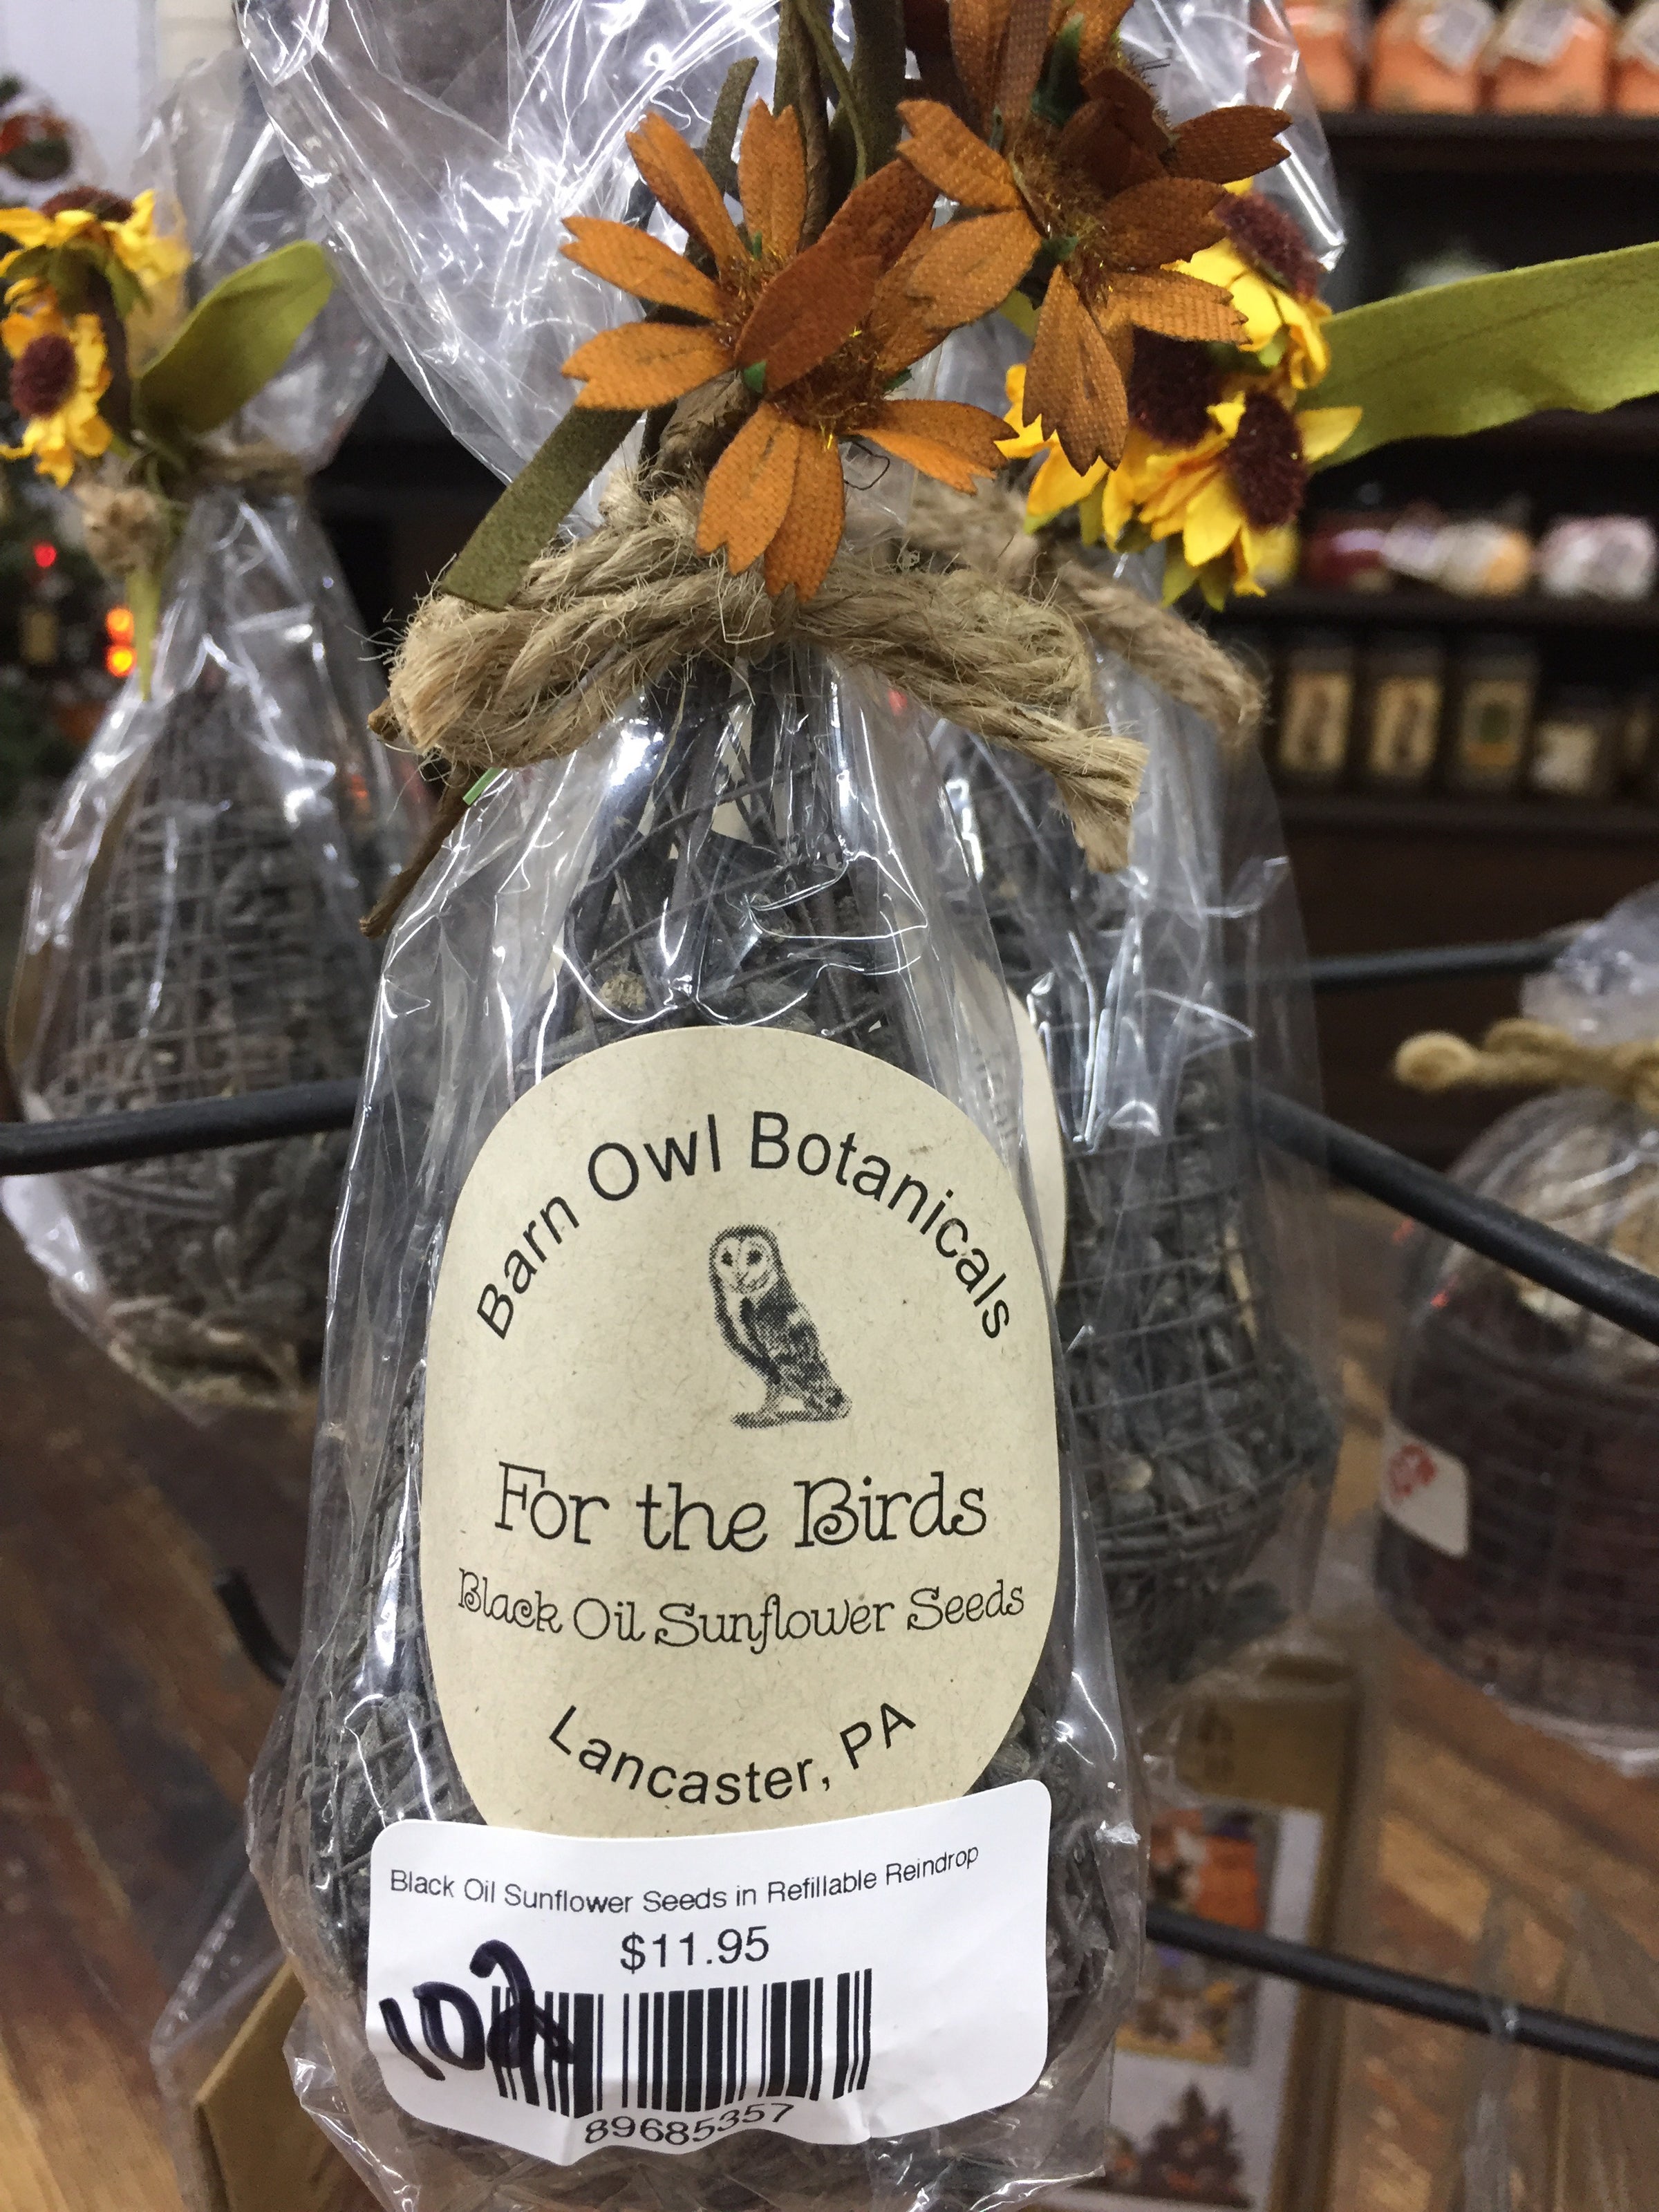 Barn Owl Botanicals
For the Birds
Black Oil Sunflower Seeds
Lancaster, PA
Black Oil Sunflower Seeds in Refillable Reindrop
$11.95
89685357